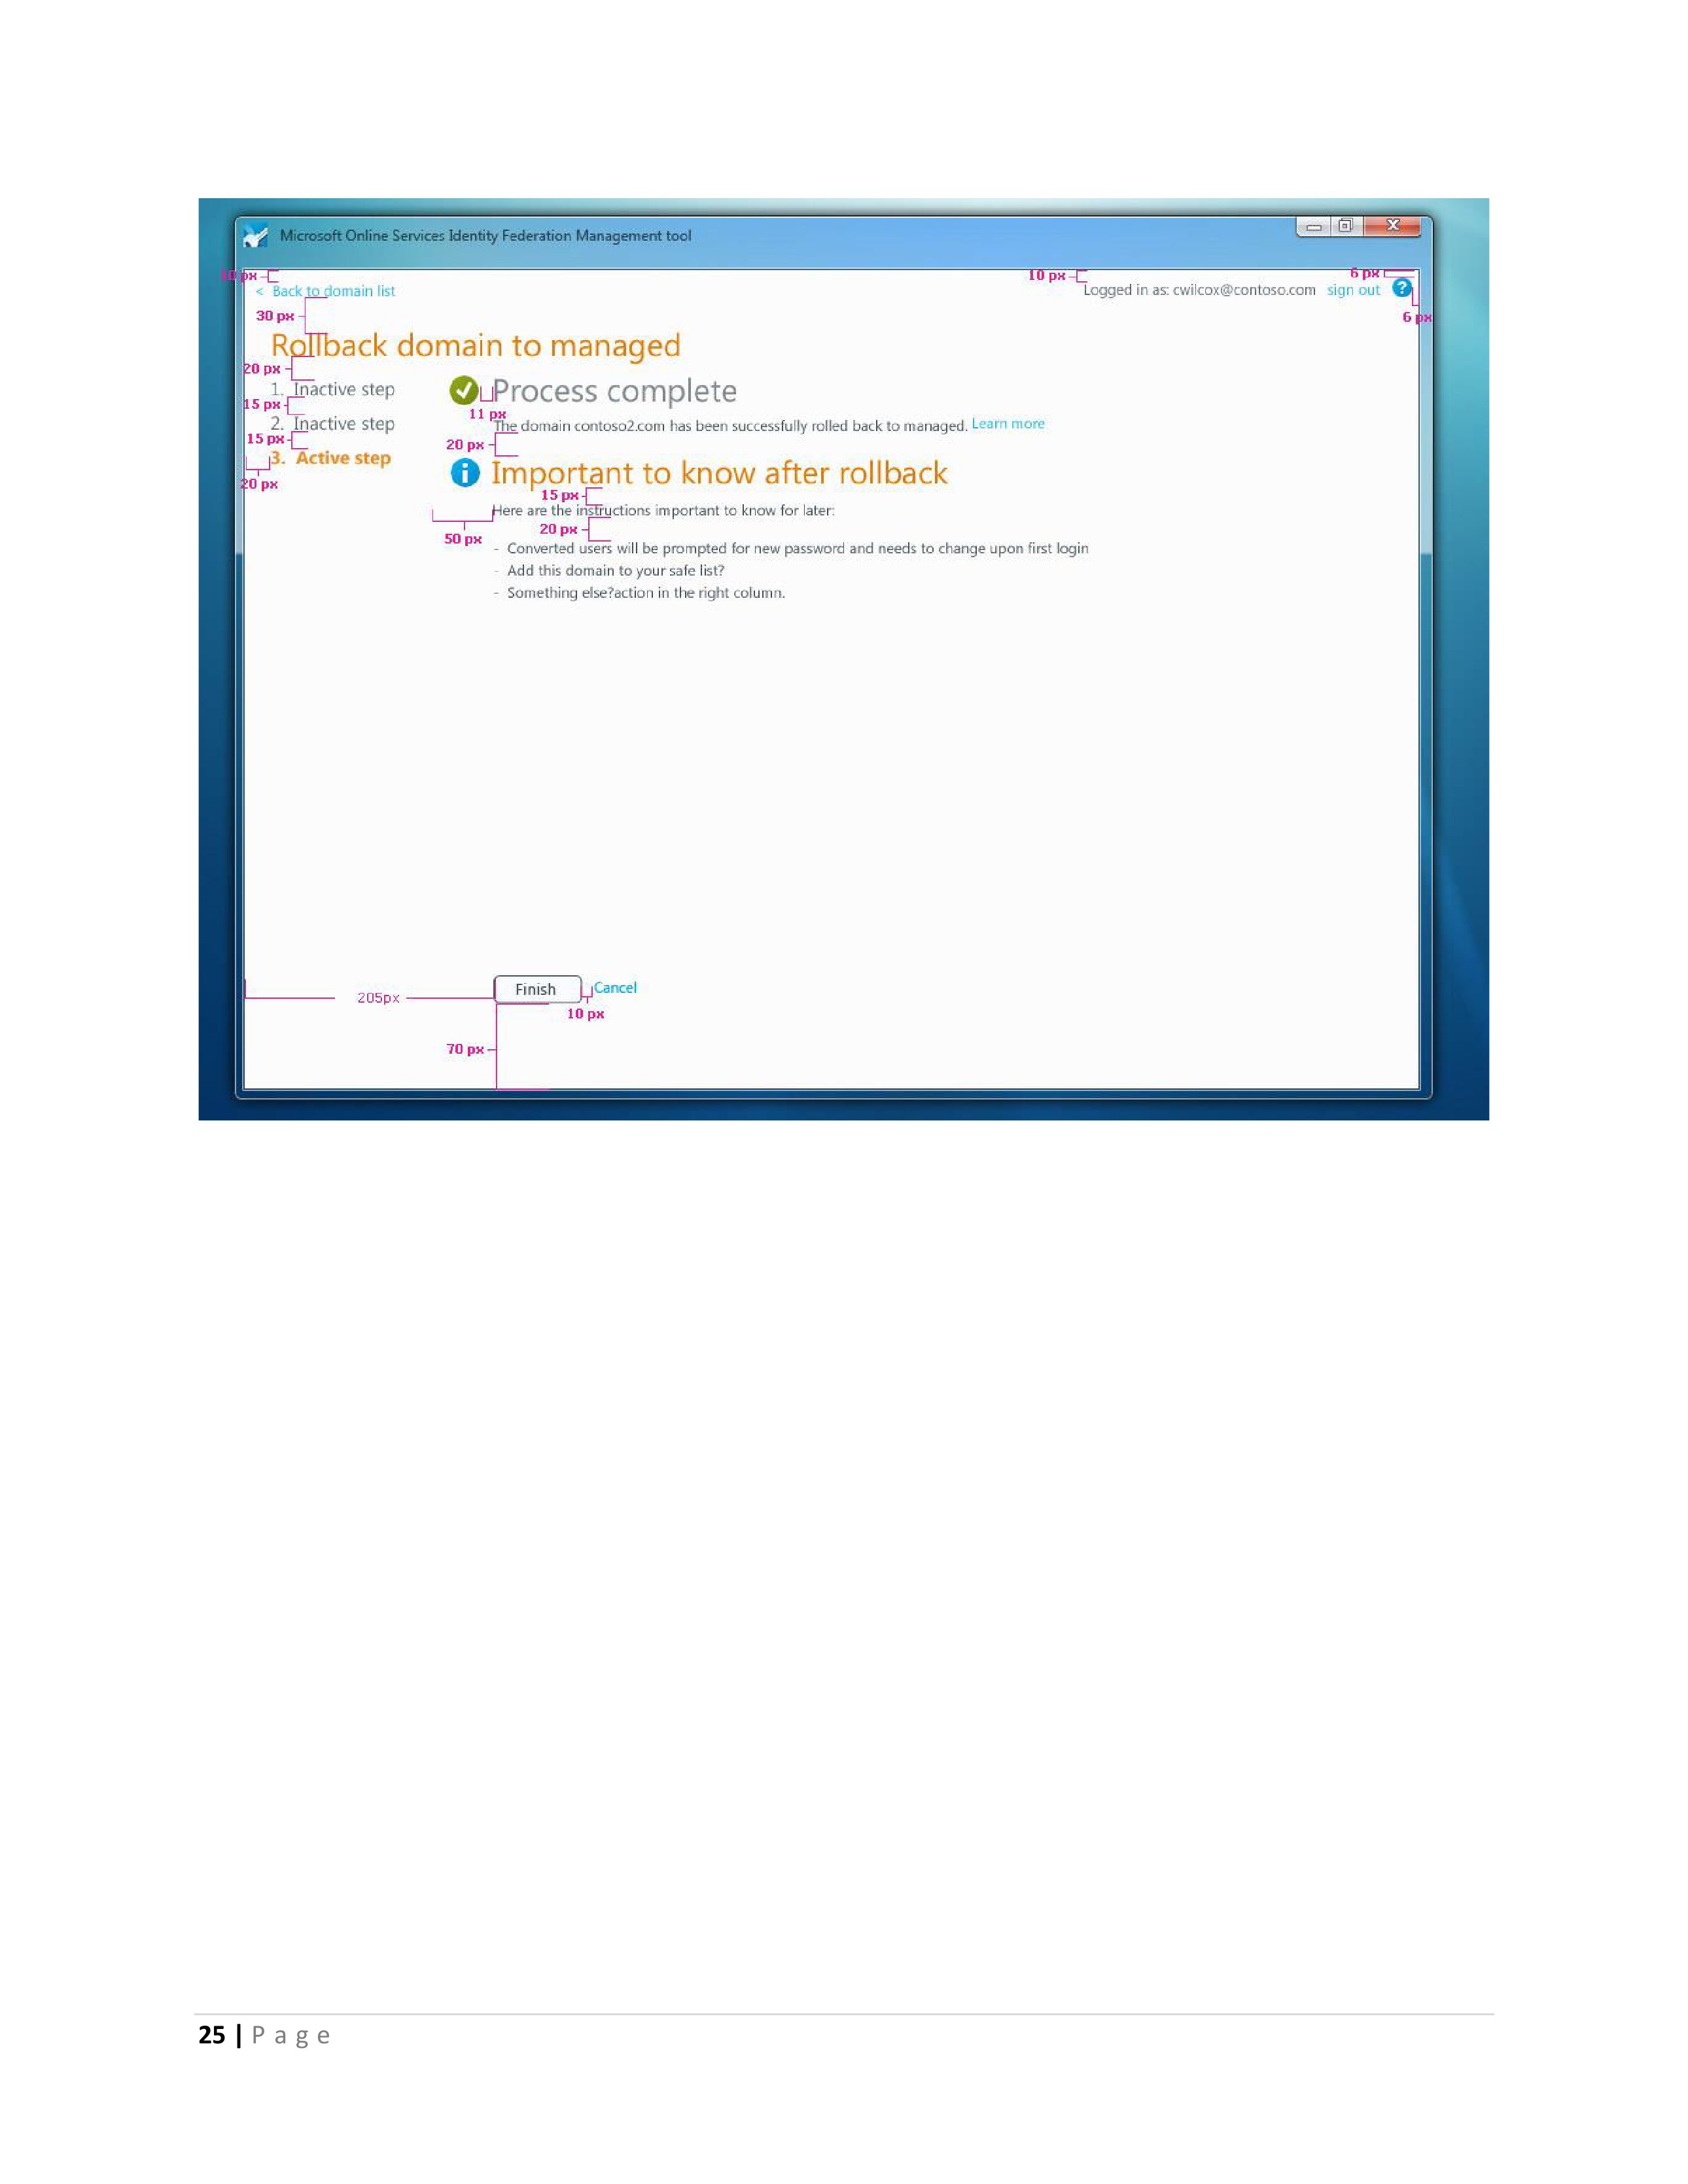 Microsoft Online Services Identity Federation Management tool
10 px
10 px
6 px
< Back to domain list
Logged in as: cwilcox@contoso.com sign out ?
30 px
6 px
Rollback domain to managed
20 px
1. Inactive step
Process complete
15 px
11 px
2. Inactive step
The domain contoso2.com has been successfully rolled back to managed. Learn more
15 px
20 px
3. Active step
Important to know after rollback
20 px
15 px
Here are the instructions important to know for later:
20 px
50 px
- Converted users will be prompted for new password and needs to change upon first login
- Add this domain to your safe list?
- Something else?action in the right column.
Finish
Cancel
205px
10 px
70 px
25 | Page